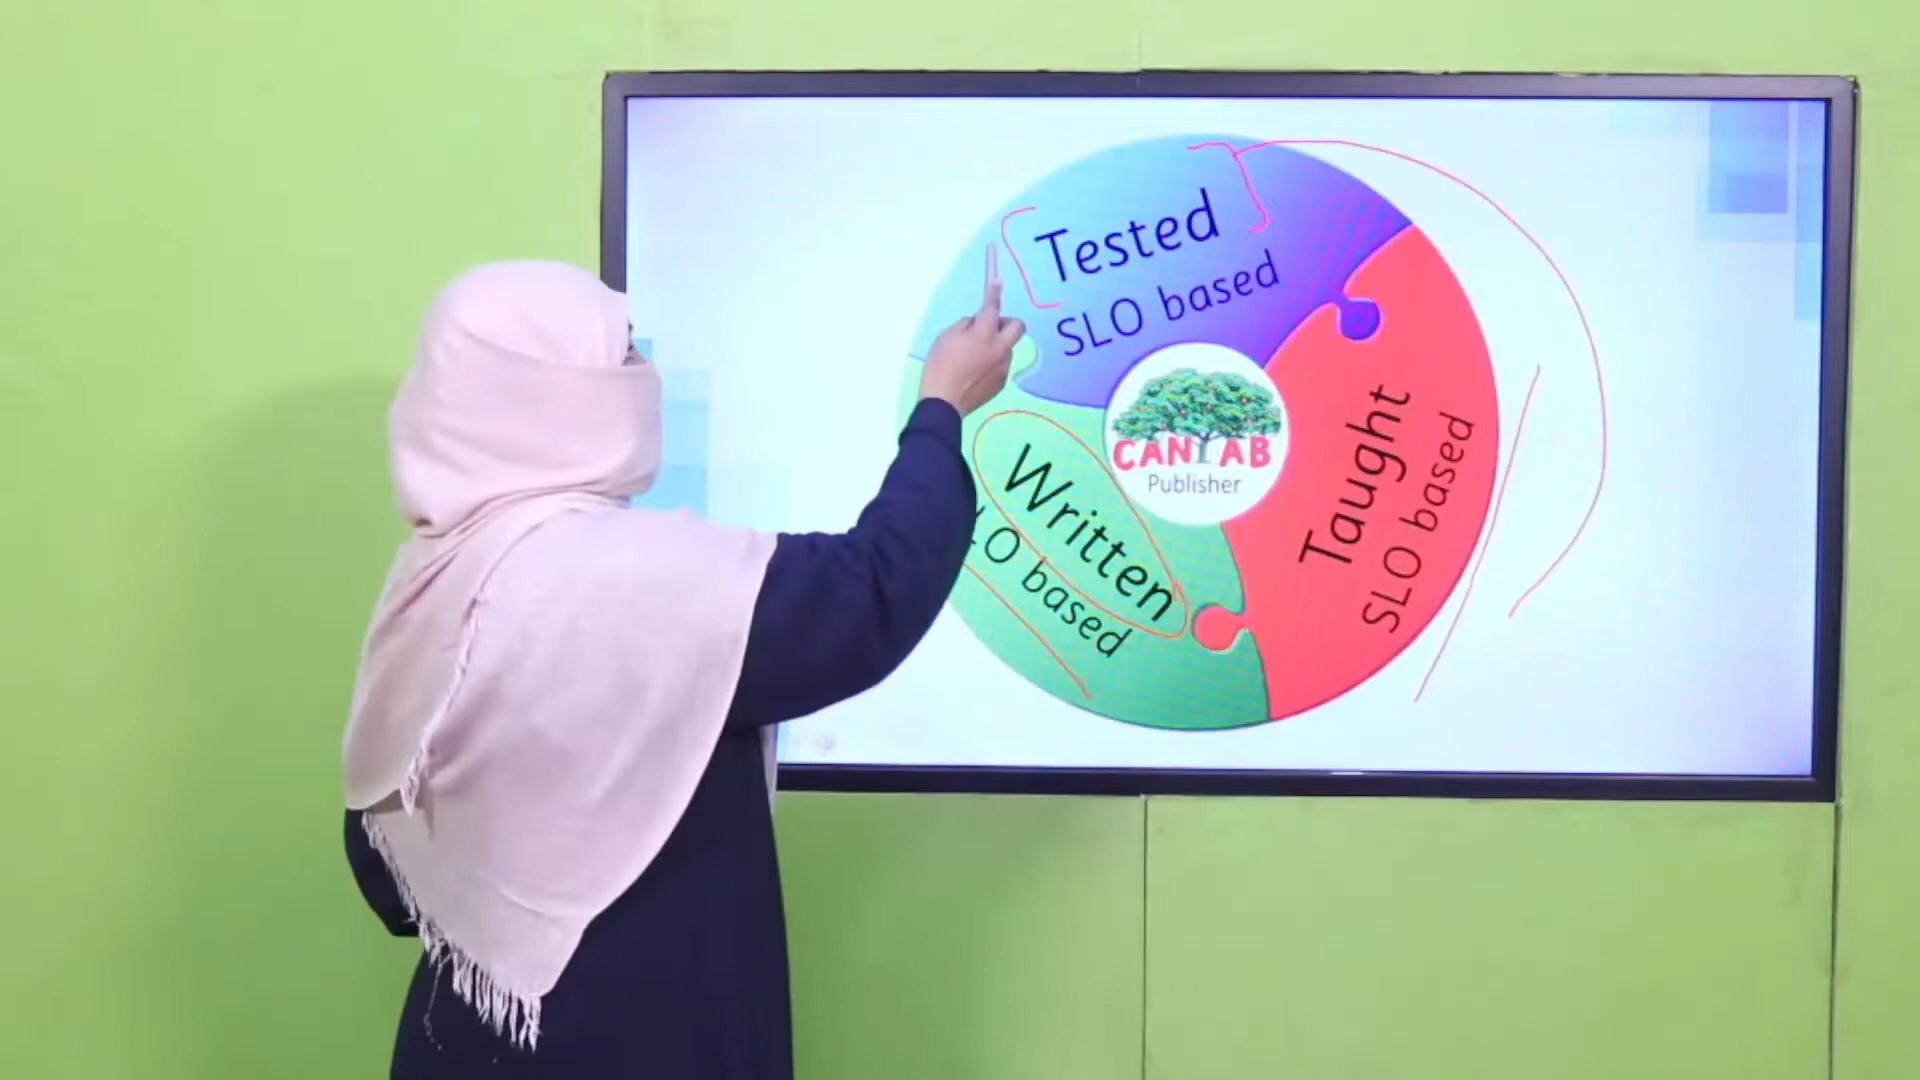 Tested
SLO based
Taught
SLO based
Written
LO based
CANTAB
Publisher